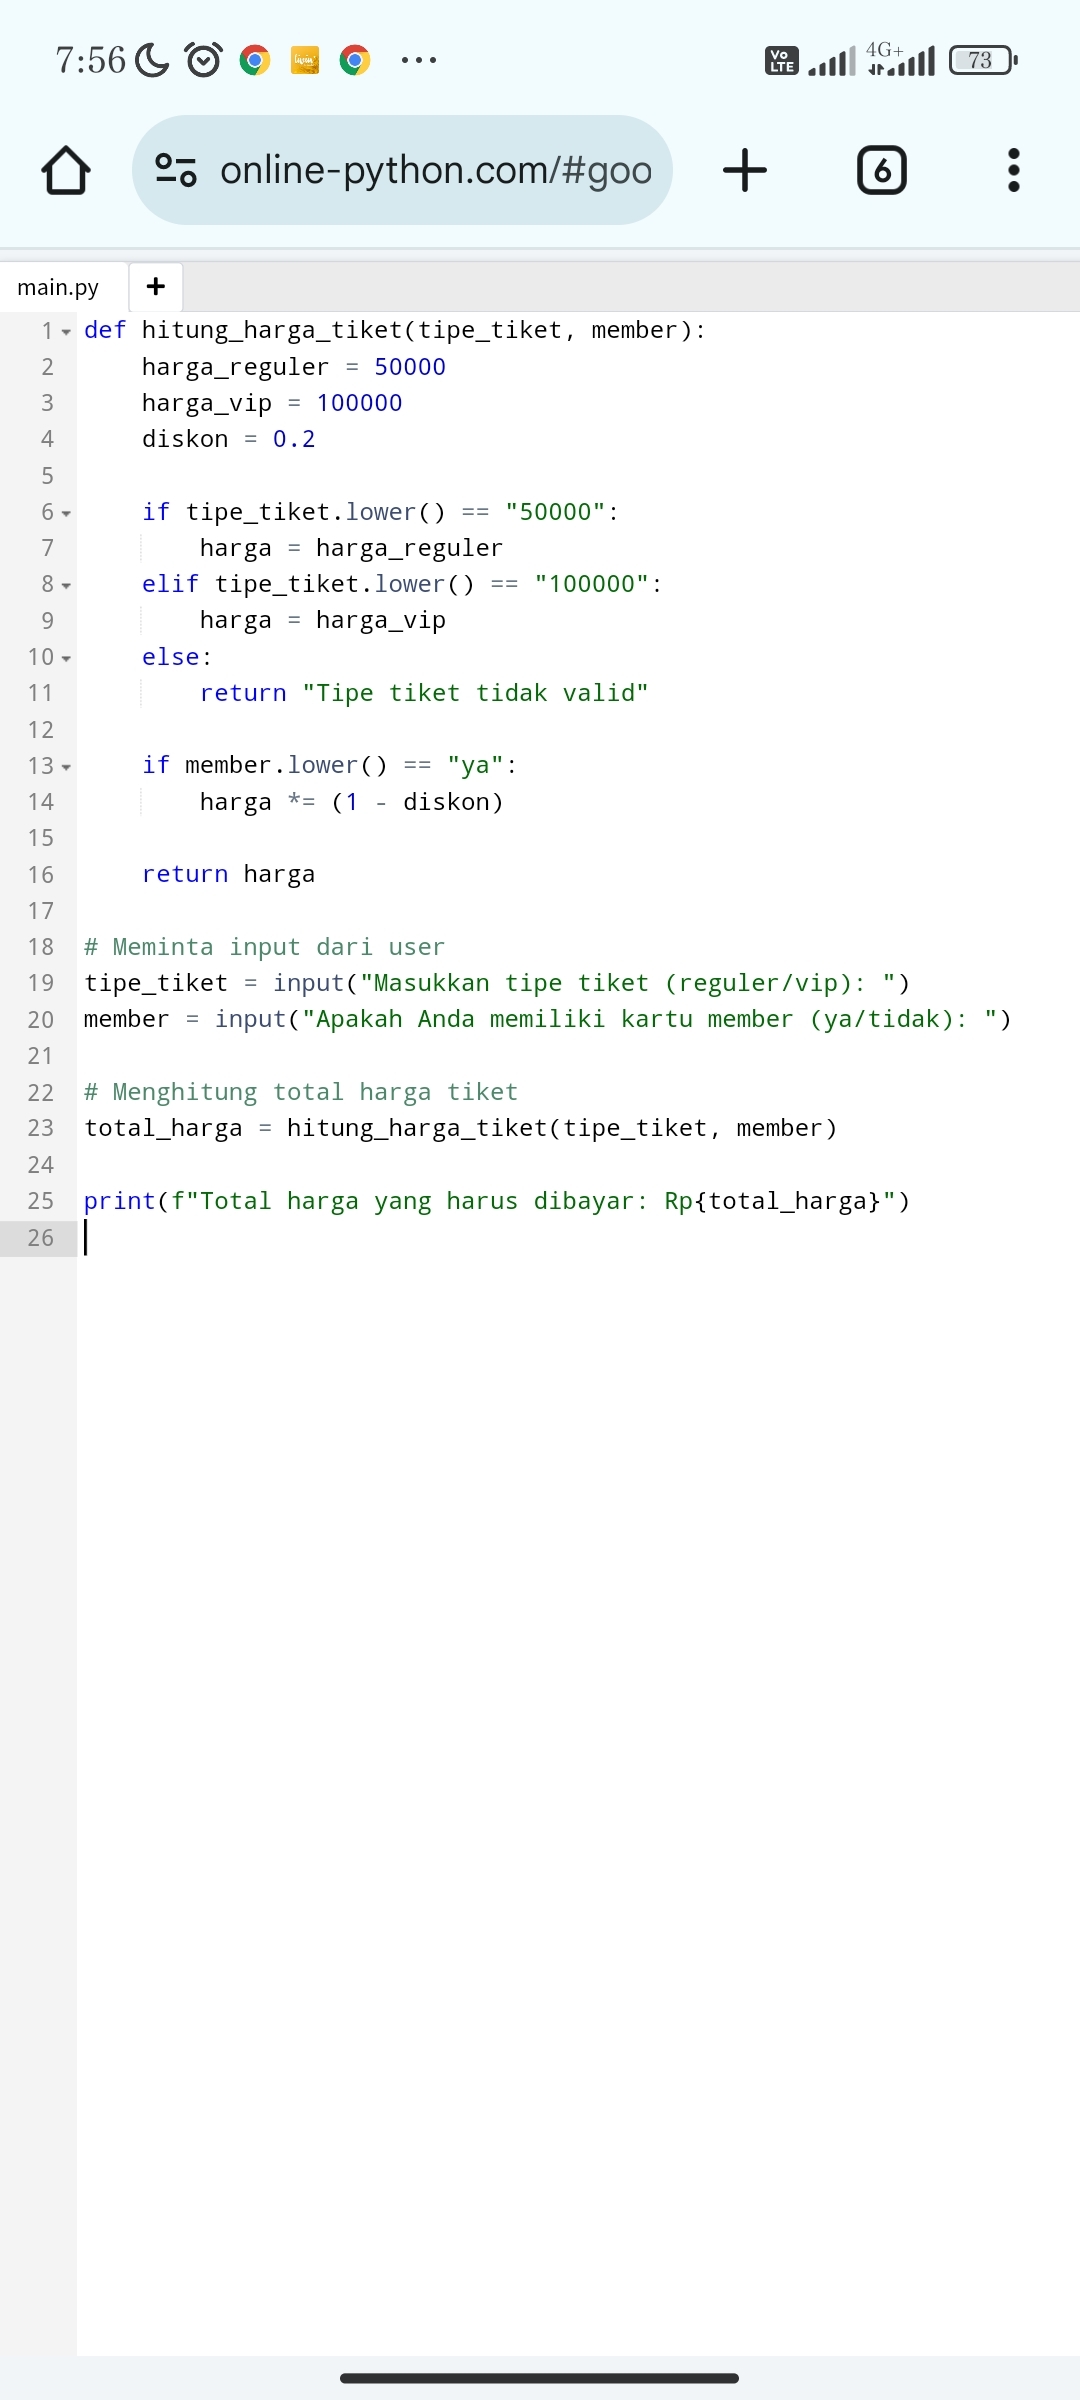 7:56 livin' ... Vo LTE 4G+ 73
online-python.com/#goo 6
main.py +
1 def hitung_harga_tiket(tipe_tiket, member):
2 harga_reguler = 50000
3 harga_vip = 100000
4 diskon = 0.2
5
6 if tipe_tiket.lower() == "50000":
7 harga = harga_reguler
8 elif tipe_tiket.lower() == "100000":
9 harga = harga_vip
10 else:
11 return "Tipe tiket tidak valid"
12
13 if member.lower() == "ya":
14 harga *= (1 - diskon)
15
16 return harga
17
18 # Meminta input dari user
19 tipe_tiket = input("Masukkan tipe tiket (reguler/vip): ")
20 member = input("Apakah Anda memiliki kartu member (ya/tidak): ")
21
22 # Menghitung total harga tiket
23 total_harga = hitung_harga_tiket(tipe_tiket, member)
24
25 print(f"Total harga yang harus dibayar: Rp{total_harga}")
26